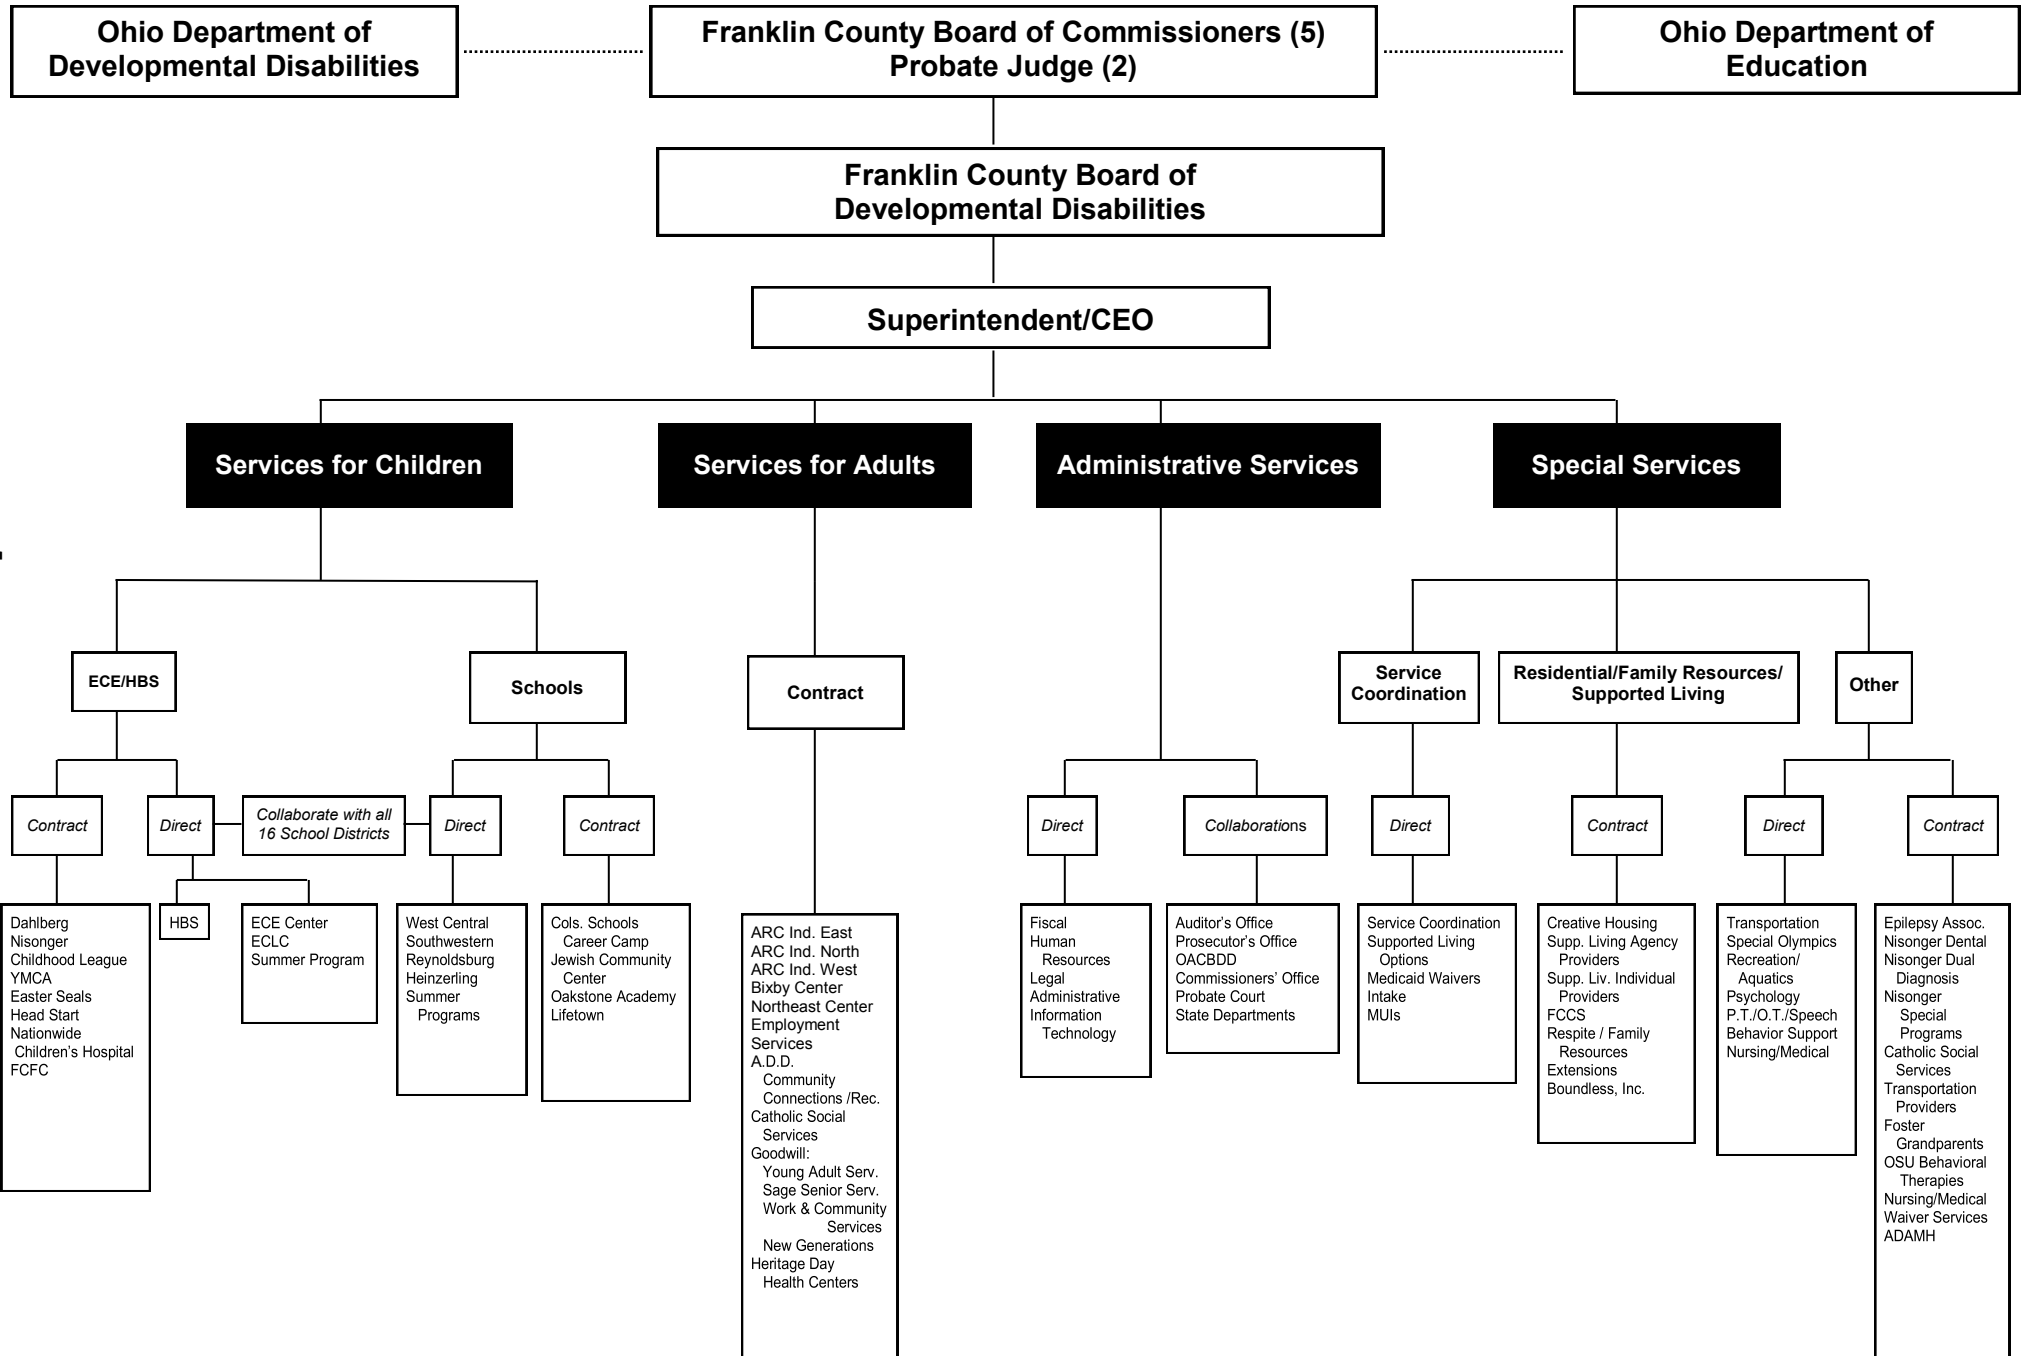 Ohio Department of
Developmental Disabilities
Franklin County Board of Commissioners (5)
Probate Judge (2)
Ohio Department of
Education
Franklin County Board of
Developmental Disabilities
Superintendent/CEO
Services for Children
Services for Adults
Administrative Services
Special Services
ECE/HBS
Schools
Contract
Service
Coordination
Residential/Family Resources/
Supported Living
Other
Contract
Direct
Collaborate with all
16 School Districts
Direct
Contract
Direct
Collaborations
Direct
Contract
Direct
Contract
Dahlberg
Nisonger
Childhood League
YMCA
Easter Seals
Head Start
Nationwide
Children's Hospital
FCFC
HBS
ECE Center
ECLC
Summer Program
West Central
Southwestern
Reynoldsburg
Heinzerling
Summer
Programs
Cols. Schools
Career Camp
Jewish Community
Center
Oakstone Academy
Lifetown
ARC Ind. East
ARC Ind. North
ARC Ind. West
Bixby Center
Northeast Center
Employment
Services
A.D.D.
Community
Connections /Rec.
Catholic Social
Services
Goodwill:
Young Adult Serv.
Sage Senior Serv.
Work & Community
Services
New Generations
Heritage Day
Health Centers
Fiscal
Human
Resources
Legal
Administrative
Information
Technology
Auditor's Office
Prosecutor's Office
OACBDD
Commissioners' Office
Probate Court
State Departments
Service Coordination
Supported Living
Options
Medicaid Waivers
Intake
MUIs
Creative Housing
Supp. Living Agency
Providers
Supp. Liv. Individual
Providers
FCCS
Respite / Family
Resources
Extensions
Boundless, Inc.
Transportation
Special Olympics
Recreation/
Aquatics
Psychology
P.T./O.T./Speech
Behavior Support
Nursing/Medical
Epilepsy Assoc.
Nisonger Dental
Nisonger Dual
Diagnosis
Nisonger
Special
Programs
Catholic Social
Services
Transportation
Providers
Foster
Grandparents
OSU Behavioral
Therapies
Nursing/Medical
Waiver Services
ADAMH